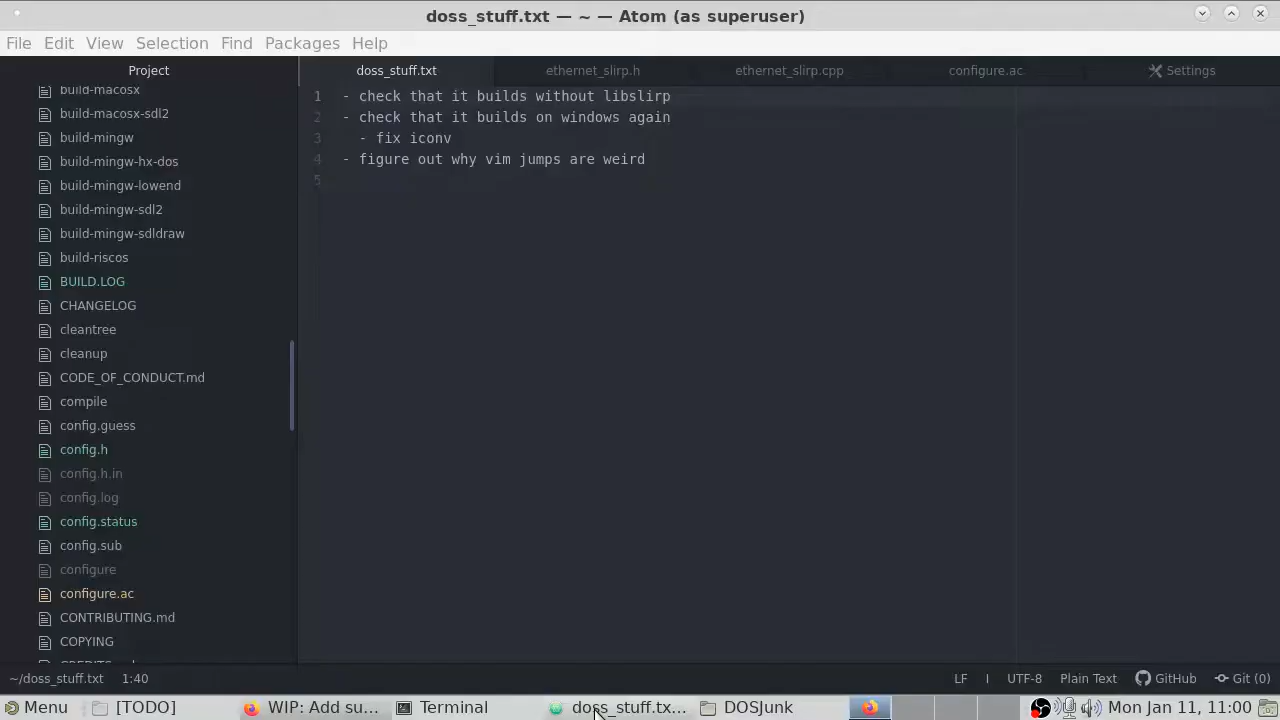 doss_stuff.txt — ~ — Atom (as superuser)
File Edit View Selection Find Packages Help
Project
doss_stuff.txt
ethernet_slirp.h
ethernet_slirp.cpp
configure.ac
Settings
build-macosx
build-macosx-sdl2
build-mingw
build-mingw-hx-dos
build-mingw-lowend
build-mingw-sdl2
build-mingw-sdldraw
build-riscos
BUILD.LOG
CHANGELOG
cleantree
cleanup
CODE_OF_CONDUCT.md
compile
config.guess
config.h
config.h.in
config.log
config.status
config.sub
configure
configure.ac
CONTRIBUTING.md
COPYING
1 - check that it builds without libslirp
2 - check that it builds on windows again
3 - fix iconv
4 - figure out why vim jumps are weird
5
~/doss_stuff.txt 1:40
LF I UTF-8 Plain Text GitHub Git (0)
Menu [TODO] WIP: Add su... Terminal doss_stuff.tx... DOSJunk Mon Jan 11, 11:00